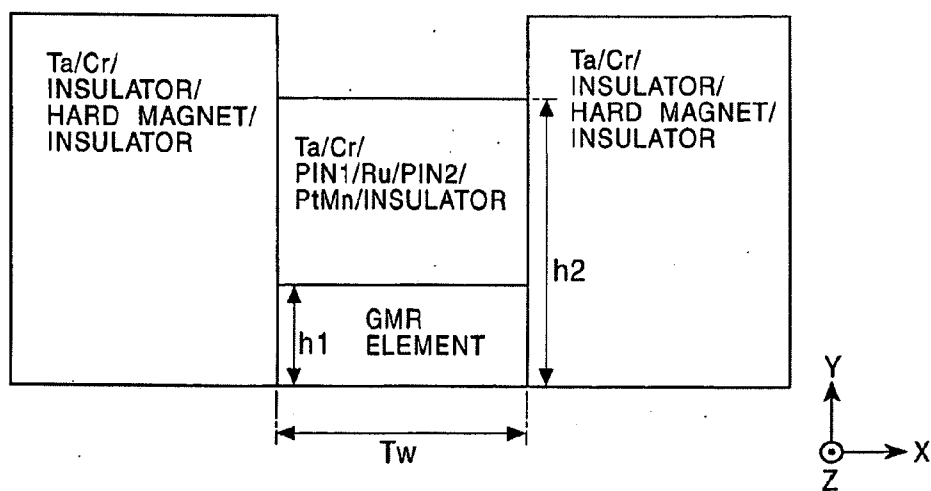 Ta/Cr/
INSULATOR/
HARD MAGNET/
INSULATOR
Ta/Cr/
PIN1/Ru/PIN2/
PtMn/INSULATOR
Ta/Cr/
INSULATOR/
HARD MAGNET/
INSULATOR
h2
h1
GMR
ELEMENT
Tw
Y
X
Z